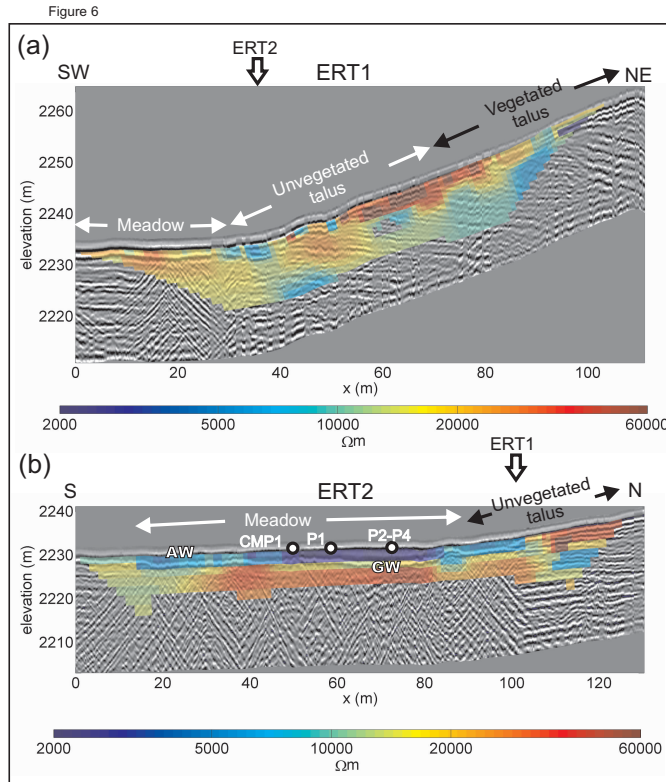 Figure 6
(a)
ERT2
SW ERT1 NE
Vegetated
talus
Unvegetated
talus
Meadow
2260
2250
2240
2230
2220
elevation (m)
0 20 40 60 80 100
x (m)
2000 5000 10000 20000 60000
Ωm
(b)
ERT1
S ERT2 N
Unvegetated
talus
Meadow
CMP1 P1 P2-P4
AW
GW
2240
2230
2220
2210
elevation (m)
0 20 40 60 80 100 120
x (m)
2000 5000 10000 20000 60000
Ωm